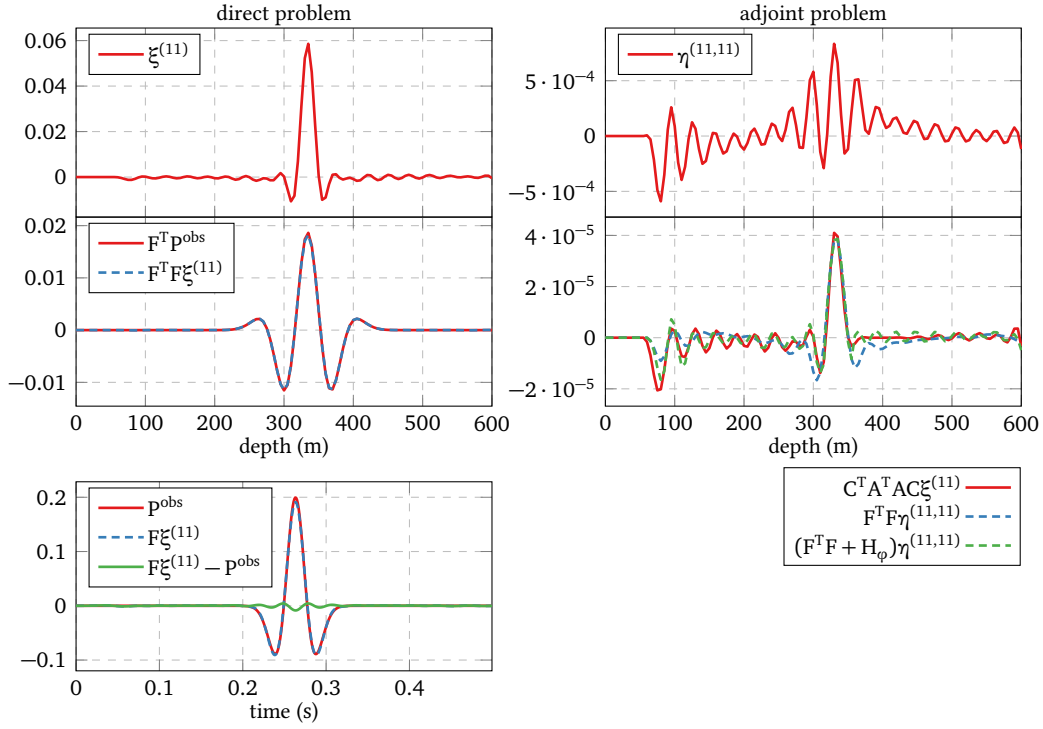 direct problem
0.06
0.04
0.02
0
ξ^(11)
0.02
0.01
0
−0.01
F^T P^obs
F^T Fξ^(11)
0 100 200 300 400 500 600
depth (m)
0.2
0.1
0
−0.1
P^obs
Fξ^(11)
Fξ^(11) − P^obs
0 0.1 0.2 0.3 0.4
time (s)
adjoint problem
5·10^−4
0
−5·10^−4
η^(11,11)
4·10^−5
2·10^−5
0
−2·10^−5
0 100 200 300 400 500 600
depth (m)
C^T A^T ACξ^(11)
F^T Fη^(11,11)
(F^T F + H_φ)η^(11,11)